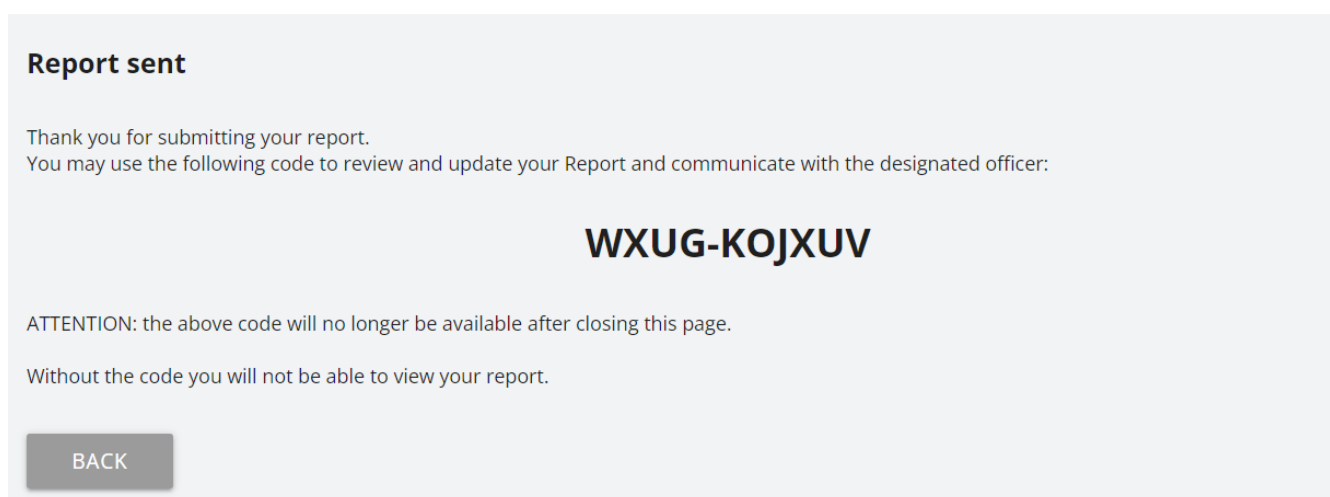 Report sent
Thank you for submitting your report.
You may use the following code to review and update your Report and communicate with the designated officer:
WXUG-KOJXUV
ATTENTION: the above code will no longer be available after closing this page.
Without the code you will not be able to view your report.
BACK